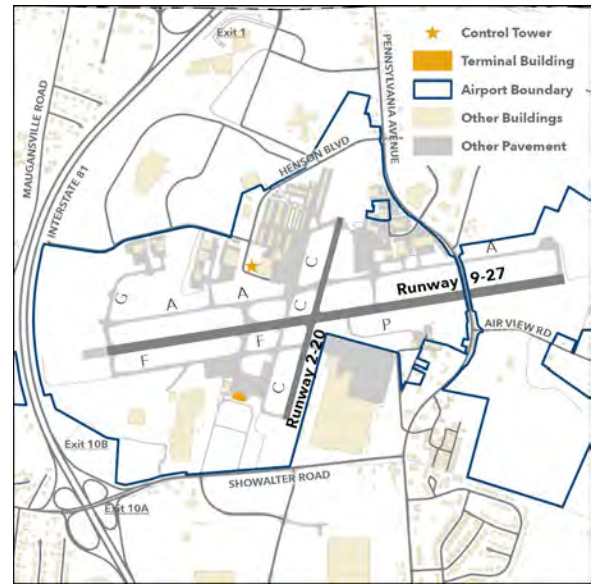 Exit 1
Control Tower
Terminal Building
Airport Boundary
Other Buildings
Other Pavement
MAUGANSVILLE ROAD
INTERSTATE 81
PENNSYLVANIA AVENUE
HENSON BLVD
G
A
A
C
C
A
Runway 9-27
F
F
P
C
AIR VIEW RD
Runway 2-20
Exit 10B
SHOWALTER ROAD
Exit 10A